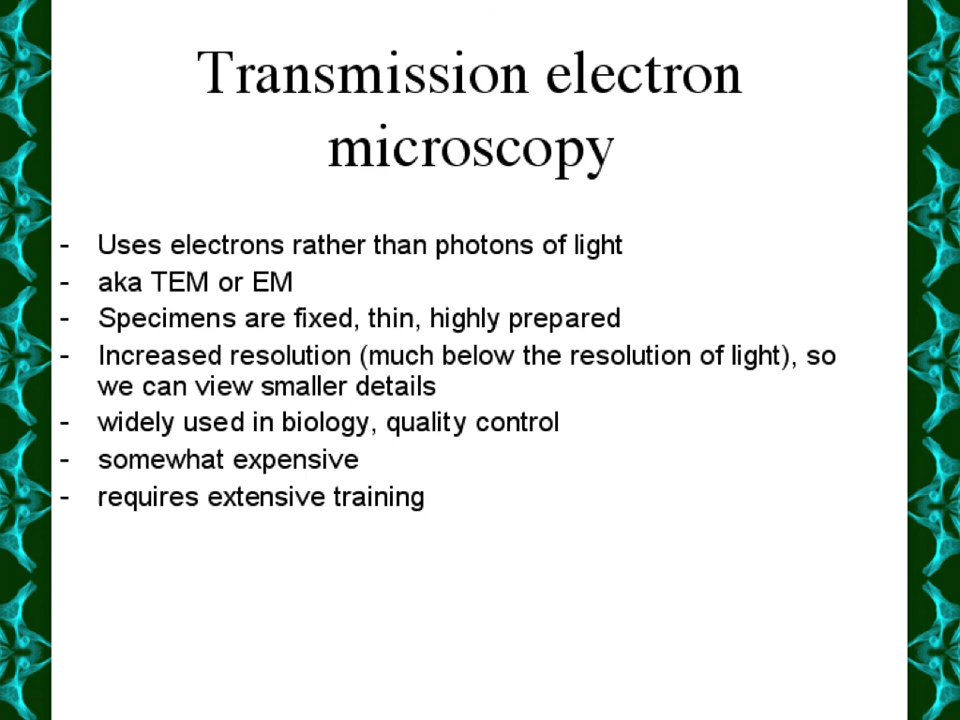 Transmission electron
microscopy
- Uses electrons rather than photons of light
- aka TEM or EM
- Specimens are fixed, thin, highly prepared
- Increased resolution (much below the resolution of light), so
we can view smaller details
- widely used in biology, quality control
- somewhat expensive
- requires extensive training